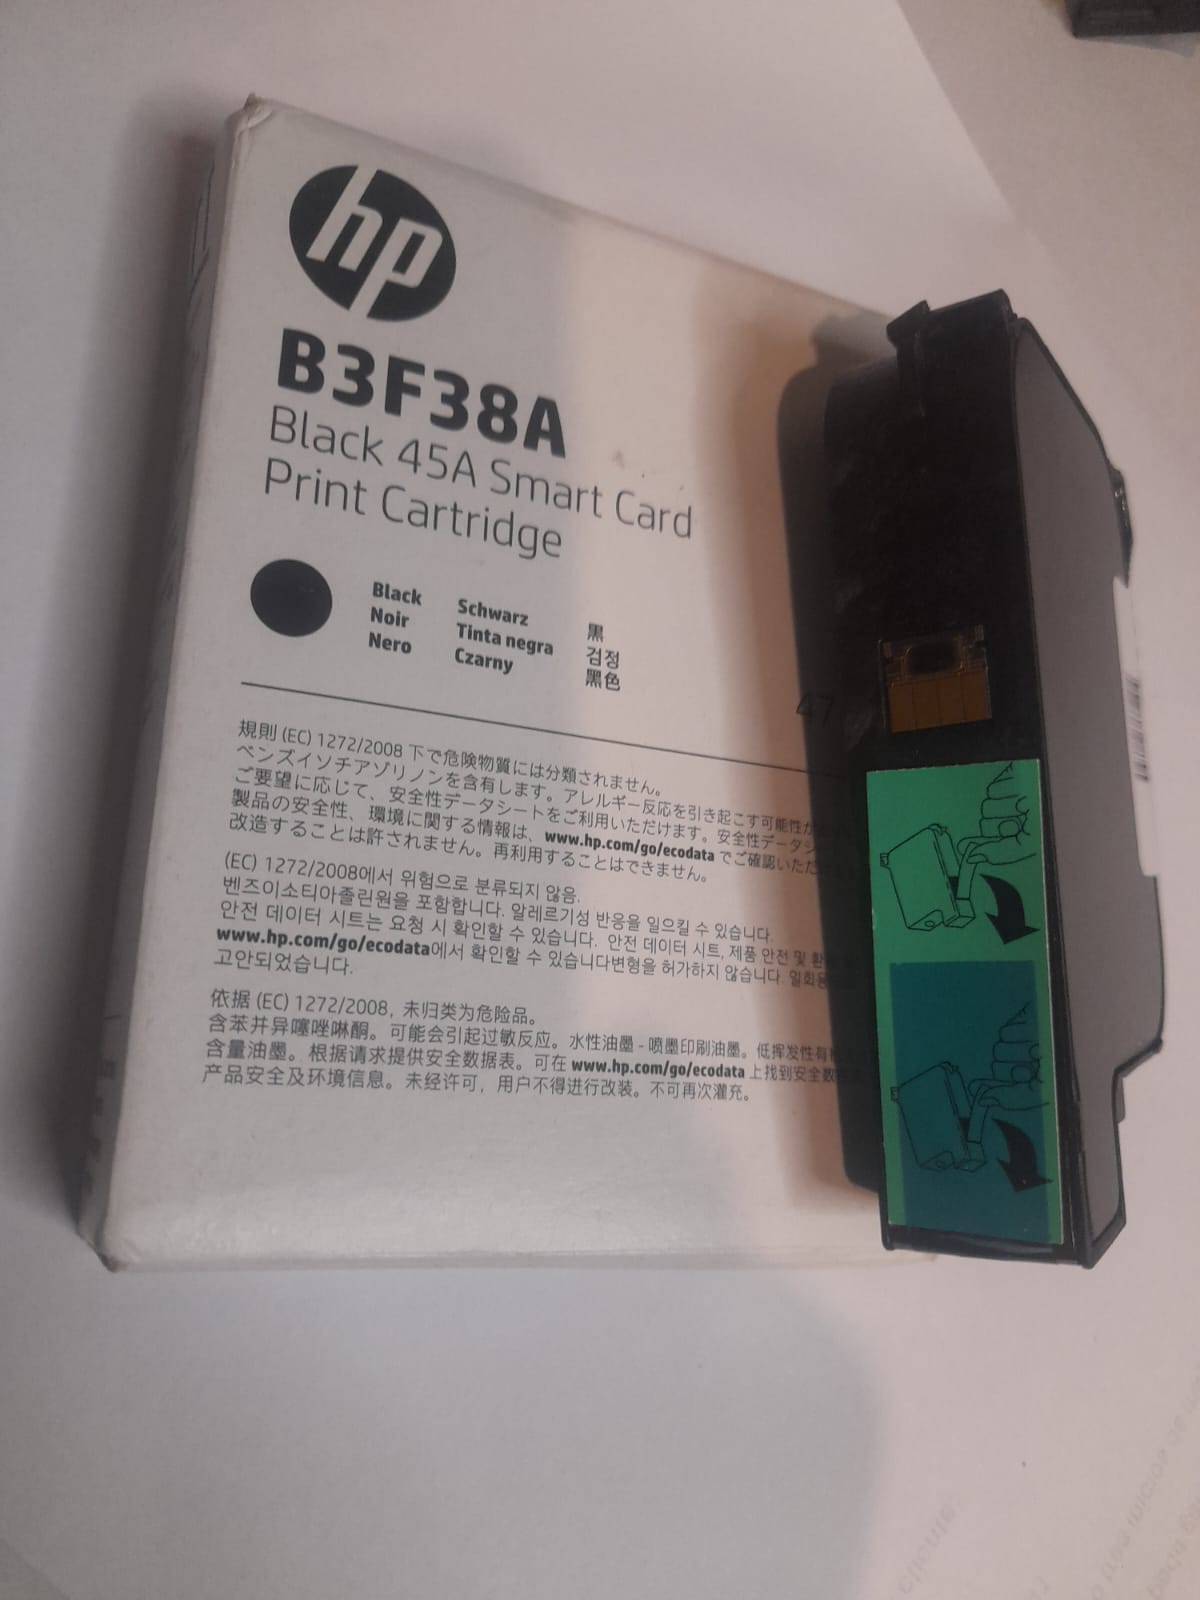 hp
B3F38A
Black 45A Smart Card
Print Cartridge
Black Schwarz 黒
Noir Tinta negra 검정
Nero Czarny 黑色
47
規則 (EC) 1272/2008 下で危険物質には分類されません。
ベンズイソチアゾリノンを含有します。アレルギー反応を引き起こす可能性が
ご要望に応じて、安全性データシートをご利用いただけます。安全性データシ
製品の安全性、環境に関する情報は、www.hp.com/go/ecodata でご確認いただ
改造することは許されません。再利用することはできません。
(EC) 1272/2008에서 위험으로 분류되지 않음.
벤즈이소티아졸린원을 포함합니다. 알레르기성 반응을 일으킬 수 있습니다.
안전 데이터 시트는 요청 시 확인할 수 있습니다. 안전 데이터 시트, 제품 안전 및 환
www.hp.com/go/ecodata에서 확인할 수 있습니다변형을 허가하지 않습니다. 일회용
고안되었습니다.
依据 (EC) 1272/2008，未归类为危险品。
含苯并异噻唑啉酮。可能会引起过敏反应。水性油墨 - 喷墨印刷油墨。低挥发性有机
含量油墨。根据请求提供安全数据表。可在 www.hp.com/go/ecodata 上找到安全数
产品安全及环境信息。未经许可，用户不得进行改装。不可再次灌充。